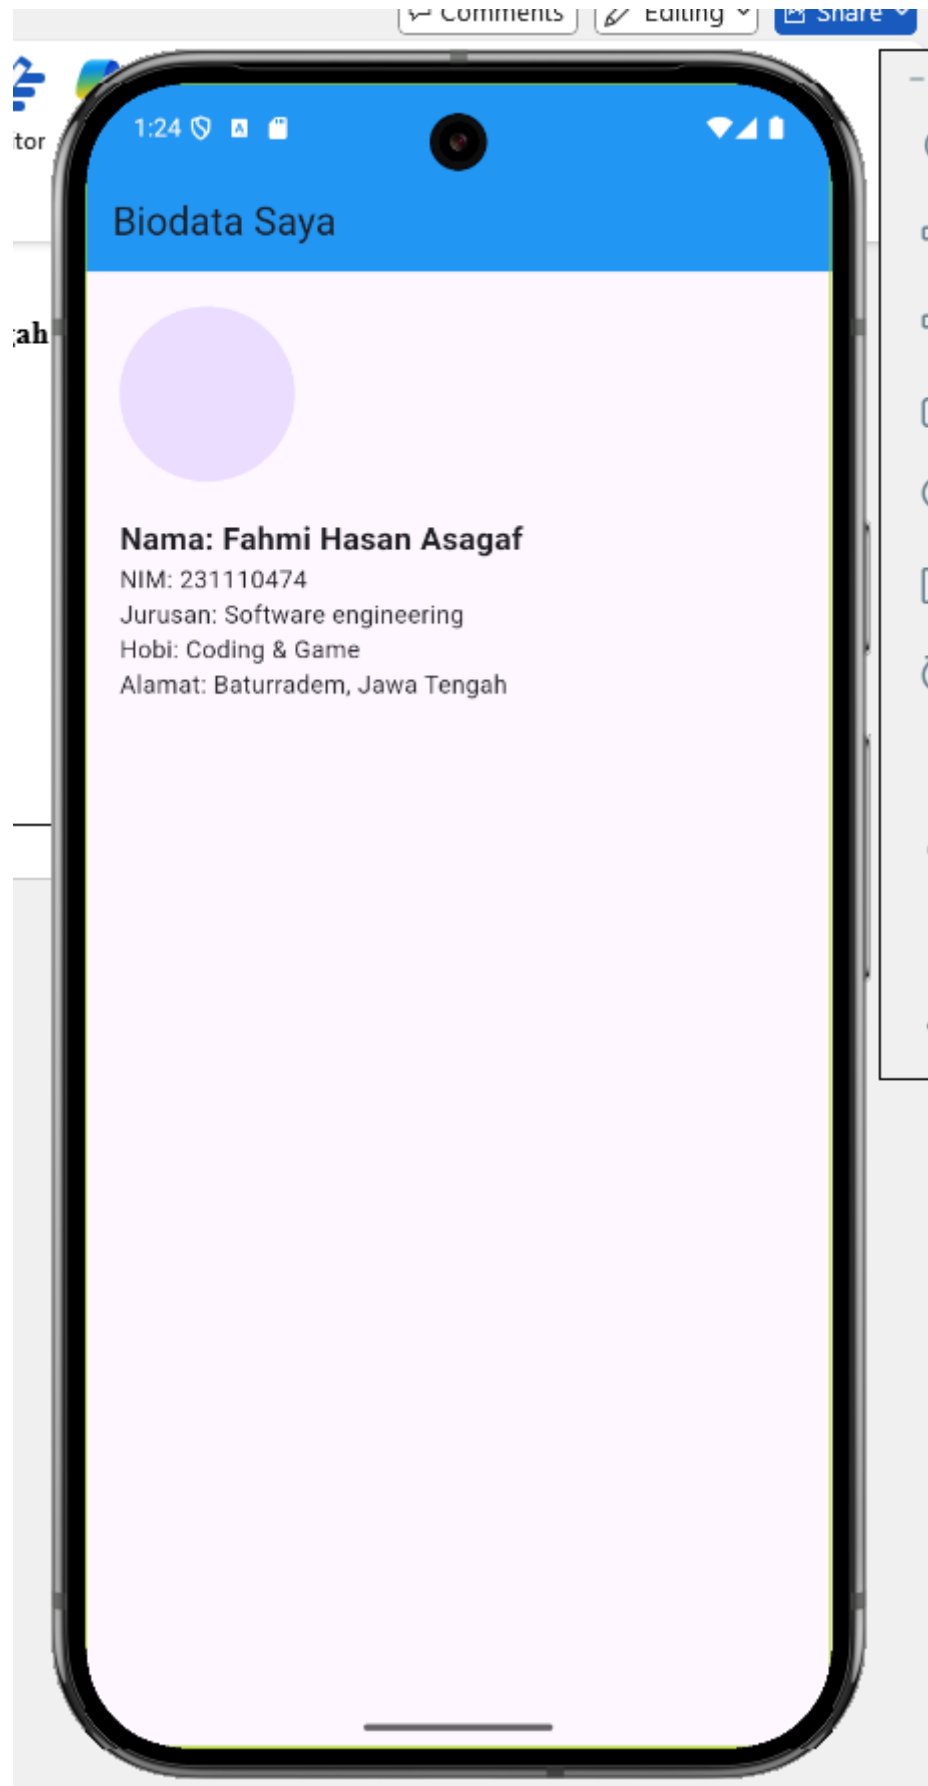 Comments
Editing
Share
1:24
Biodata Saya
Nama: Fahmi Hasan Asagaf
NIM: 231110474
Jurusan: Software engineering
Hobi: Coding & Game
Alamat: Baturradem, Jawa Tengah